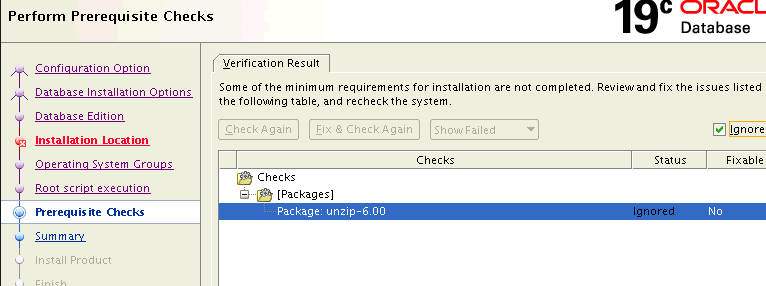 Perform Prerequisite Checks
19c ORACLE
Database
Configuration Option
Database Installation Options
Database Edition
Installation Location
Operating System Groups
Root script execution
Prerequisite Checks
Summary
Install Product
Finish
Verification Result
Some of the minimum requirements for installation are not completed. Review and fix the issues listed
the following table, and recheck the system.
Check Again
Fix & Check Again
Show Failed
Ignore
Checks
Status
Fixable
Checks
[Packages]
Package: unzip-6.00
Ignored
No